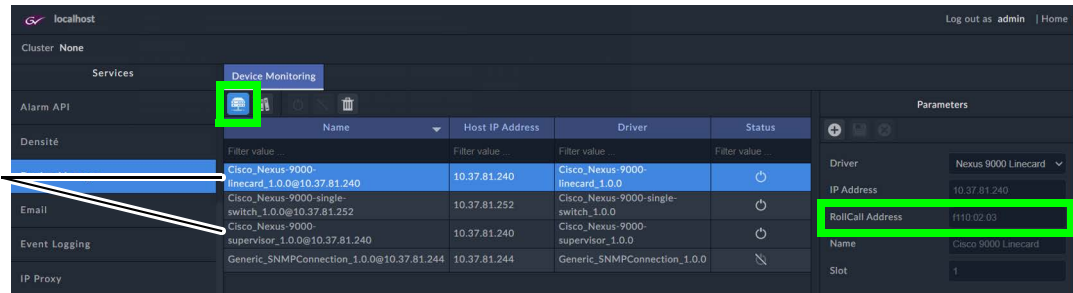 localhost
Log out as admin | Home
Cluster None
Services
Device Monitoring
Alarm API
Densité
Email
Event Logging
IP Proxy
Name
Host IP Address
Driver
Status
Filter value ...
Filter value ...
Filter value ...
Filter value ...
Cisco_Nexus-9000-
linecard_1.0.0@10.37.81.240
10.37.81.240
Cisco_Nexus-9000-
linecard_1.0.0
Cisco_Nexus-9000-single-
switch_1.0.0@10.37.81.252
10.37.81.252
Cisco_Nexus-9000-single-
switch_1.0.0
Cisco_Nexus-9000-
supervisor_1.0.0@10.37.81.240
10.37.81.240
Cisco_Nexus-9000-
supervisor_1.0.0
Generic_SNMPConnection_1.0.0@10.37.81.244
10.37.81.244
Generic_SNMPConnection_1.0.0
Parameters
Driver
Nexus 9000 Linecard
IP Address
10.37.81.240
RollCall Address
f110:02:03
Name
Cisco 9000 Linecard
Slot
1